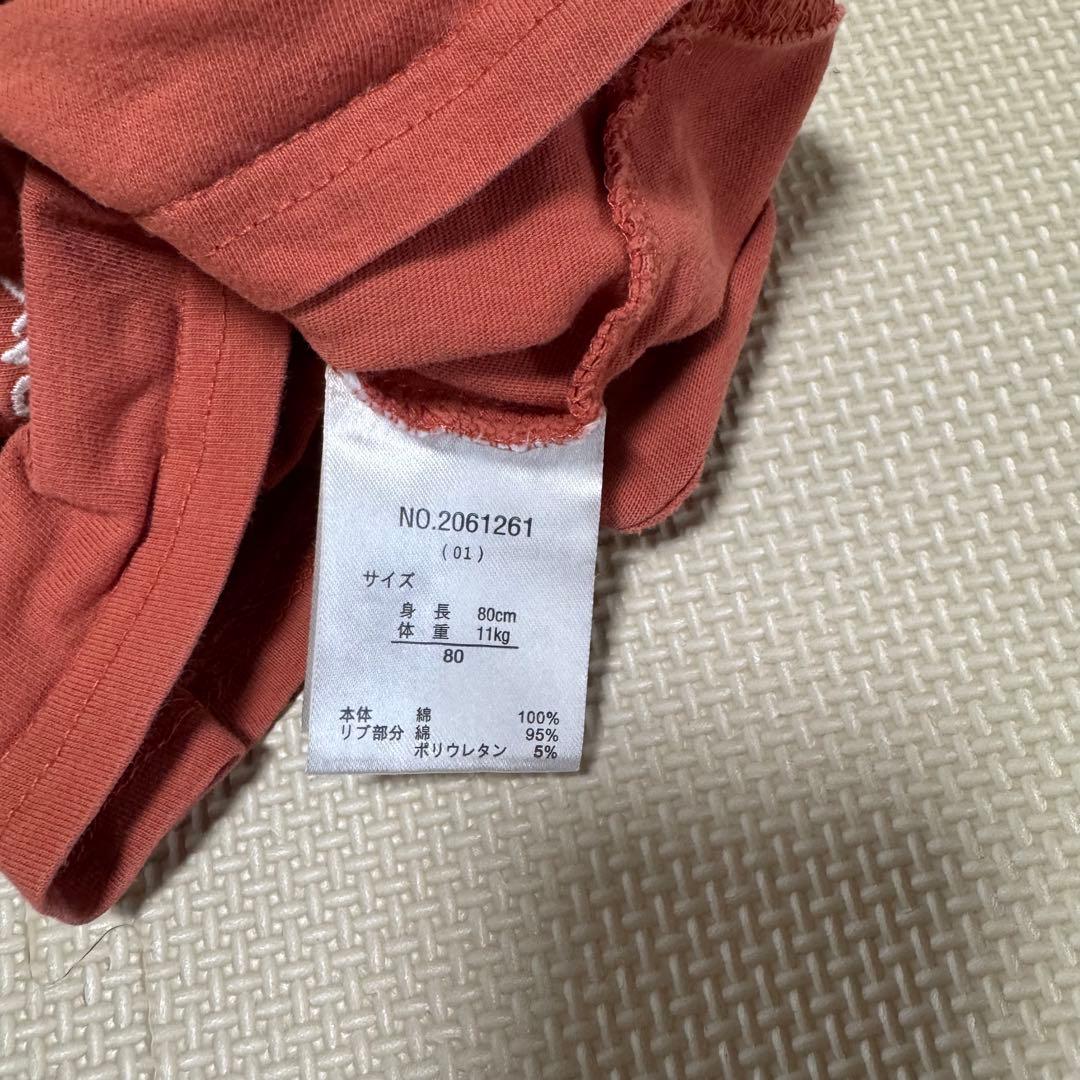 NO.2061261
(01)
サイズ
身 長 80cm
体 重 11kg
80
本体 綿 100%
リブ部分 綿 95%
ポリウレタン 5%